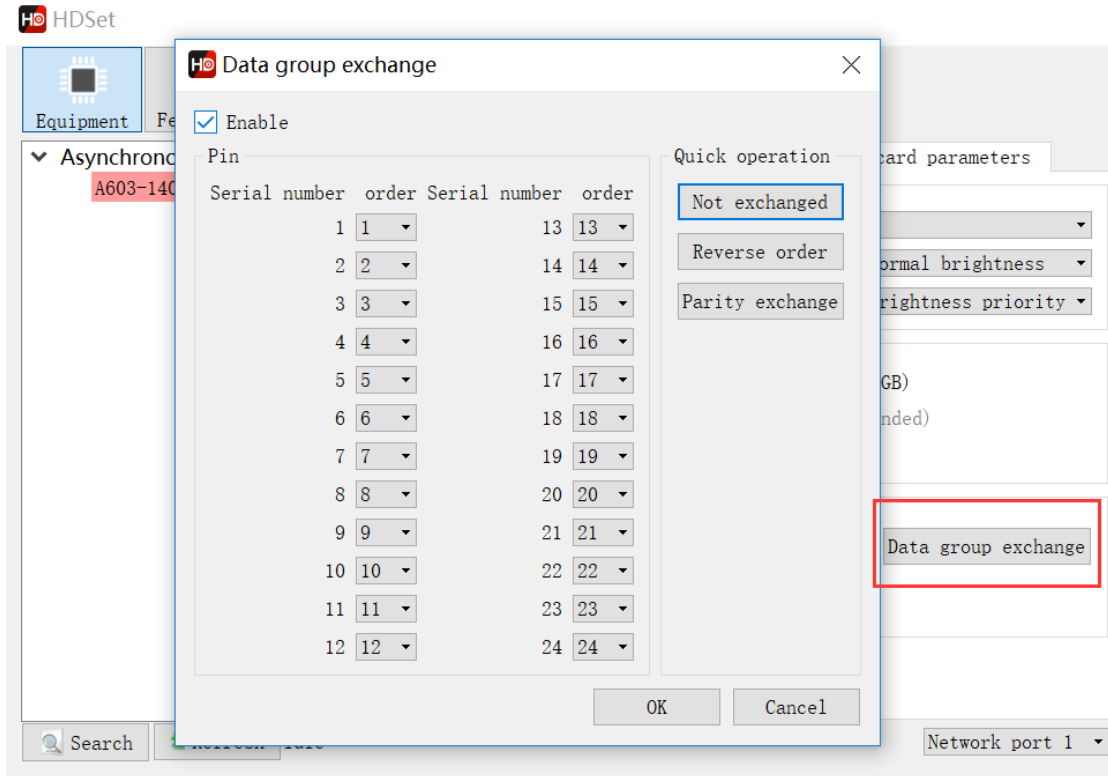 HD HDSet
HD Data group exchange
Equipment Fe
Enable
Asynchrono
A603-140
Pin
Quick operation
card parameters
Serial number order Serial number order
Not exchanged
1 1 13 13
Reverse order
2 2 14 14
ormal brightness
Parity exchange
3 3 15 15
rightness priority
4 4 16 16
5 5 17 17
GB)
6 6 18 18
nded)
7 7 19 19
8 8 20 20
9 9 21 21
Data group exchange
10 10 22 22
11 11 23 23
12 12 24 24
OK Cancel
Search
Network port 1